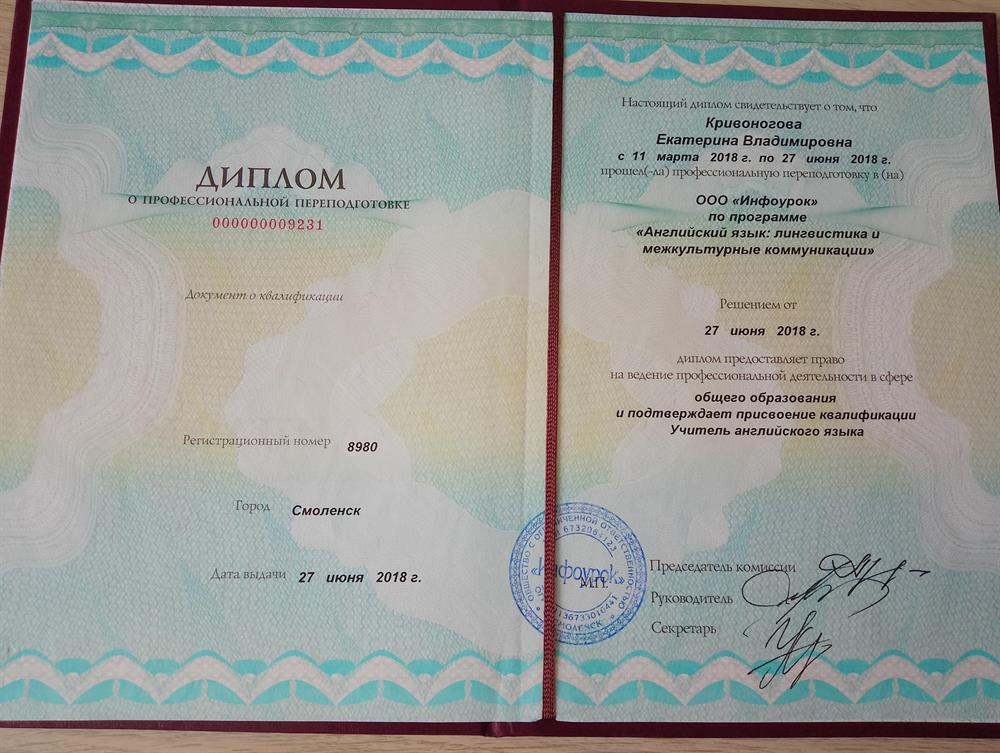 ДИПЛОМ
О ПРОФЕССИОНАЛЬНОЙ ПЕРЕПОДГОТОВКЕ
000000009231
Документ о квалификации
Регистрационный номер 8980
Город Смоленск
Дата выдачи 27 июня 2018 г.
Настоящий диплом свидетельствует о том, что
Кривоногова
Екатерина Владимировна
с 11 марта 2018 г. по 27 июня 2018 г.
прошел(-ла) профессиональную переподготовку в (на)
ООО «Инфоурок»
по программе
«Английский язык: лингвистика и
межкультурные коммуникации»
Решением от
27 июня 2018 г.
диплом предоставляет право
на ведение профессиональной деятельности в сфере
общего образования
и подтверждает присвоение квалификации
Учитель английского языка
«Инфоурок»
М.П.
Председатель комиссии
Руководитель
Секретарь